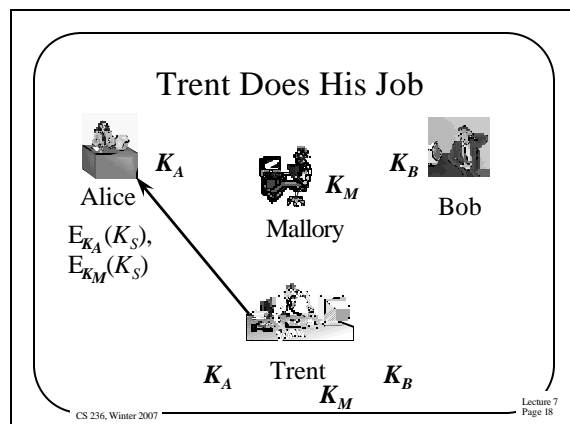 Trent Does His Job
K_A
K_M
K_B
Alice
Mallory
Bob
E_{K_A}(K_S),
E_{K_M}(K_S)
K_A
Trent
K_M
K_B
CS 236, Winter 2007
Lecture 7
Page 18